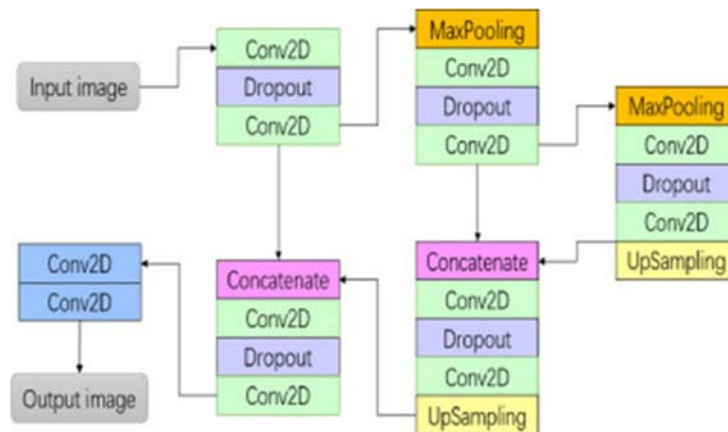 Input image
Conv2D
Dropout
Conv2D
MaxPooling
Conv2D
Dropout
Conv2D
MaxPooling
Conv2D
Dropout
Conv2D
UpSampling
Concatenate
Conv2D
Dropout
Conv2D
UpSampling
Concatenate
Conv2D
Dropout
Conv2D
Conv2D
Conv2D
Output image